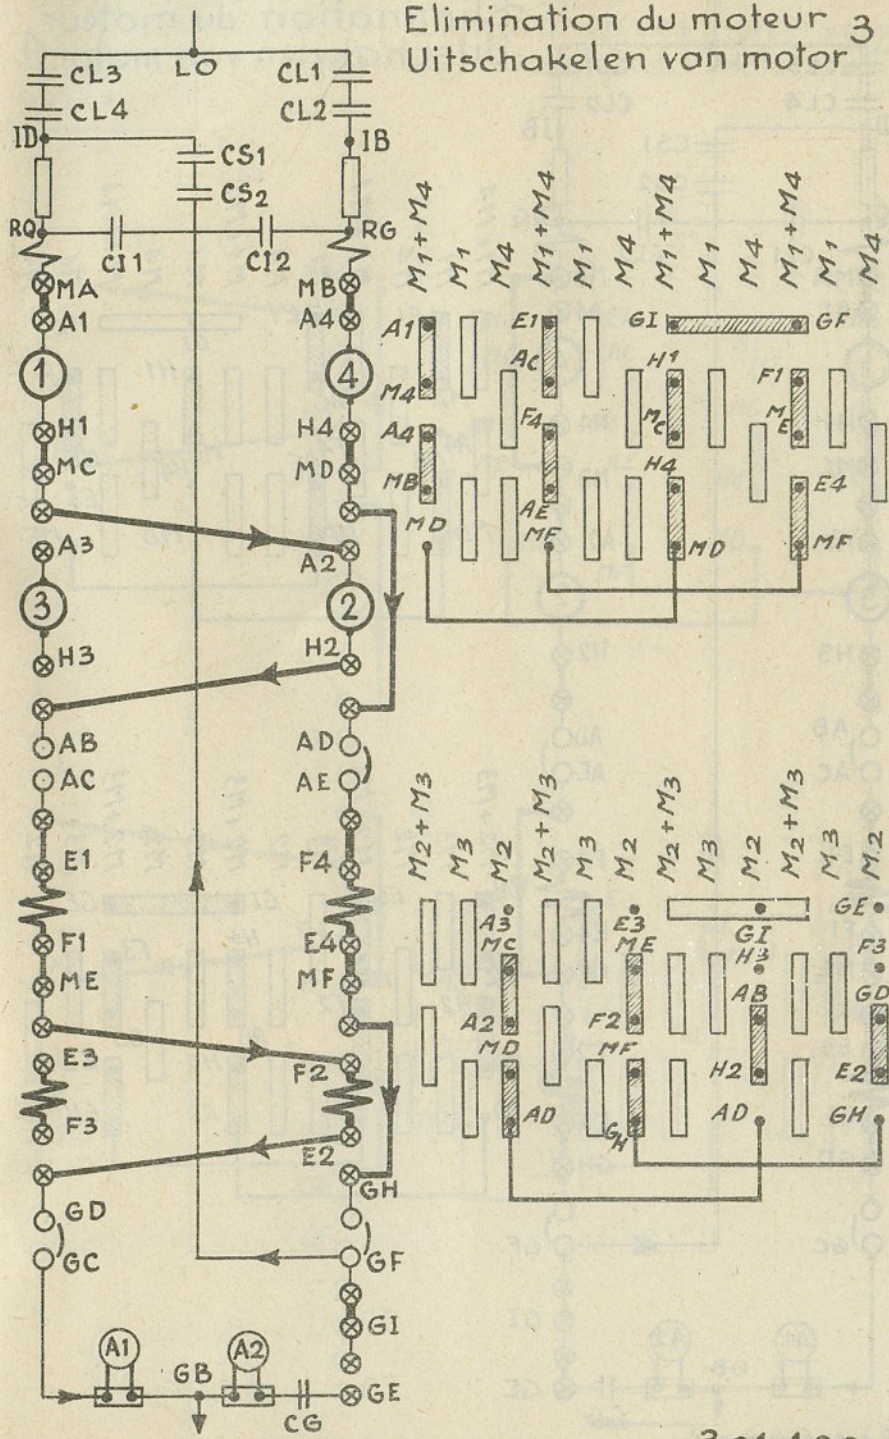 Elimination du moteur 3
Uitschakelen van motor
LO
CL3 CL1
CL4 CL2
ID IB
CS1
CS2
RQ RG
CI1 CI2
MA MB
A1 A4
1 4
H1 H4
MC MD
A3 A2
3 2
H3 H2
AB AD
AC AE
E1 F4
F1 E4
ME MF
E3 F2
F3 E2
GH
GD
GC GF
GI
A1 A2
GB
CG
GE
M1+M4 M1 M4 M1+M4 M1 M4 M1+M4 M1 M4 M1+M4 M1 M4
A1 E1 GI GF
AC H1 F1
M4 F4 MC ME
A4 H4
MB AE E4
MD MF MD MF
M2+M3 M3 M2 M2+M3 M3 M2 M2+M3 M3 M2 M2+M3 M3 M2
A3 E3 GI GE
MC ME H3 F3
AB GD
A2 F2
MD MF H2 E2
AD GH AD GH